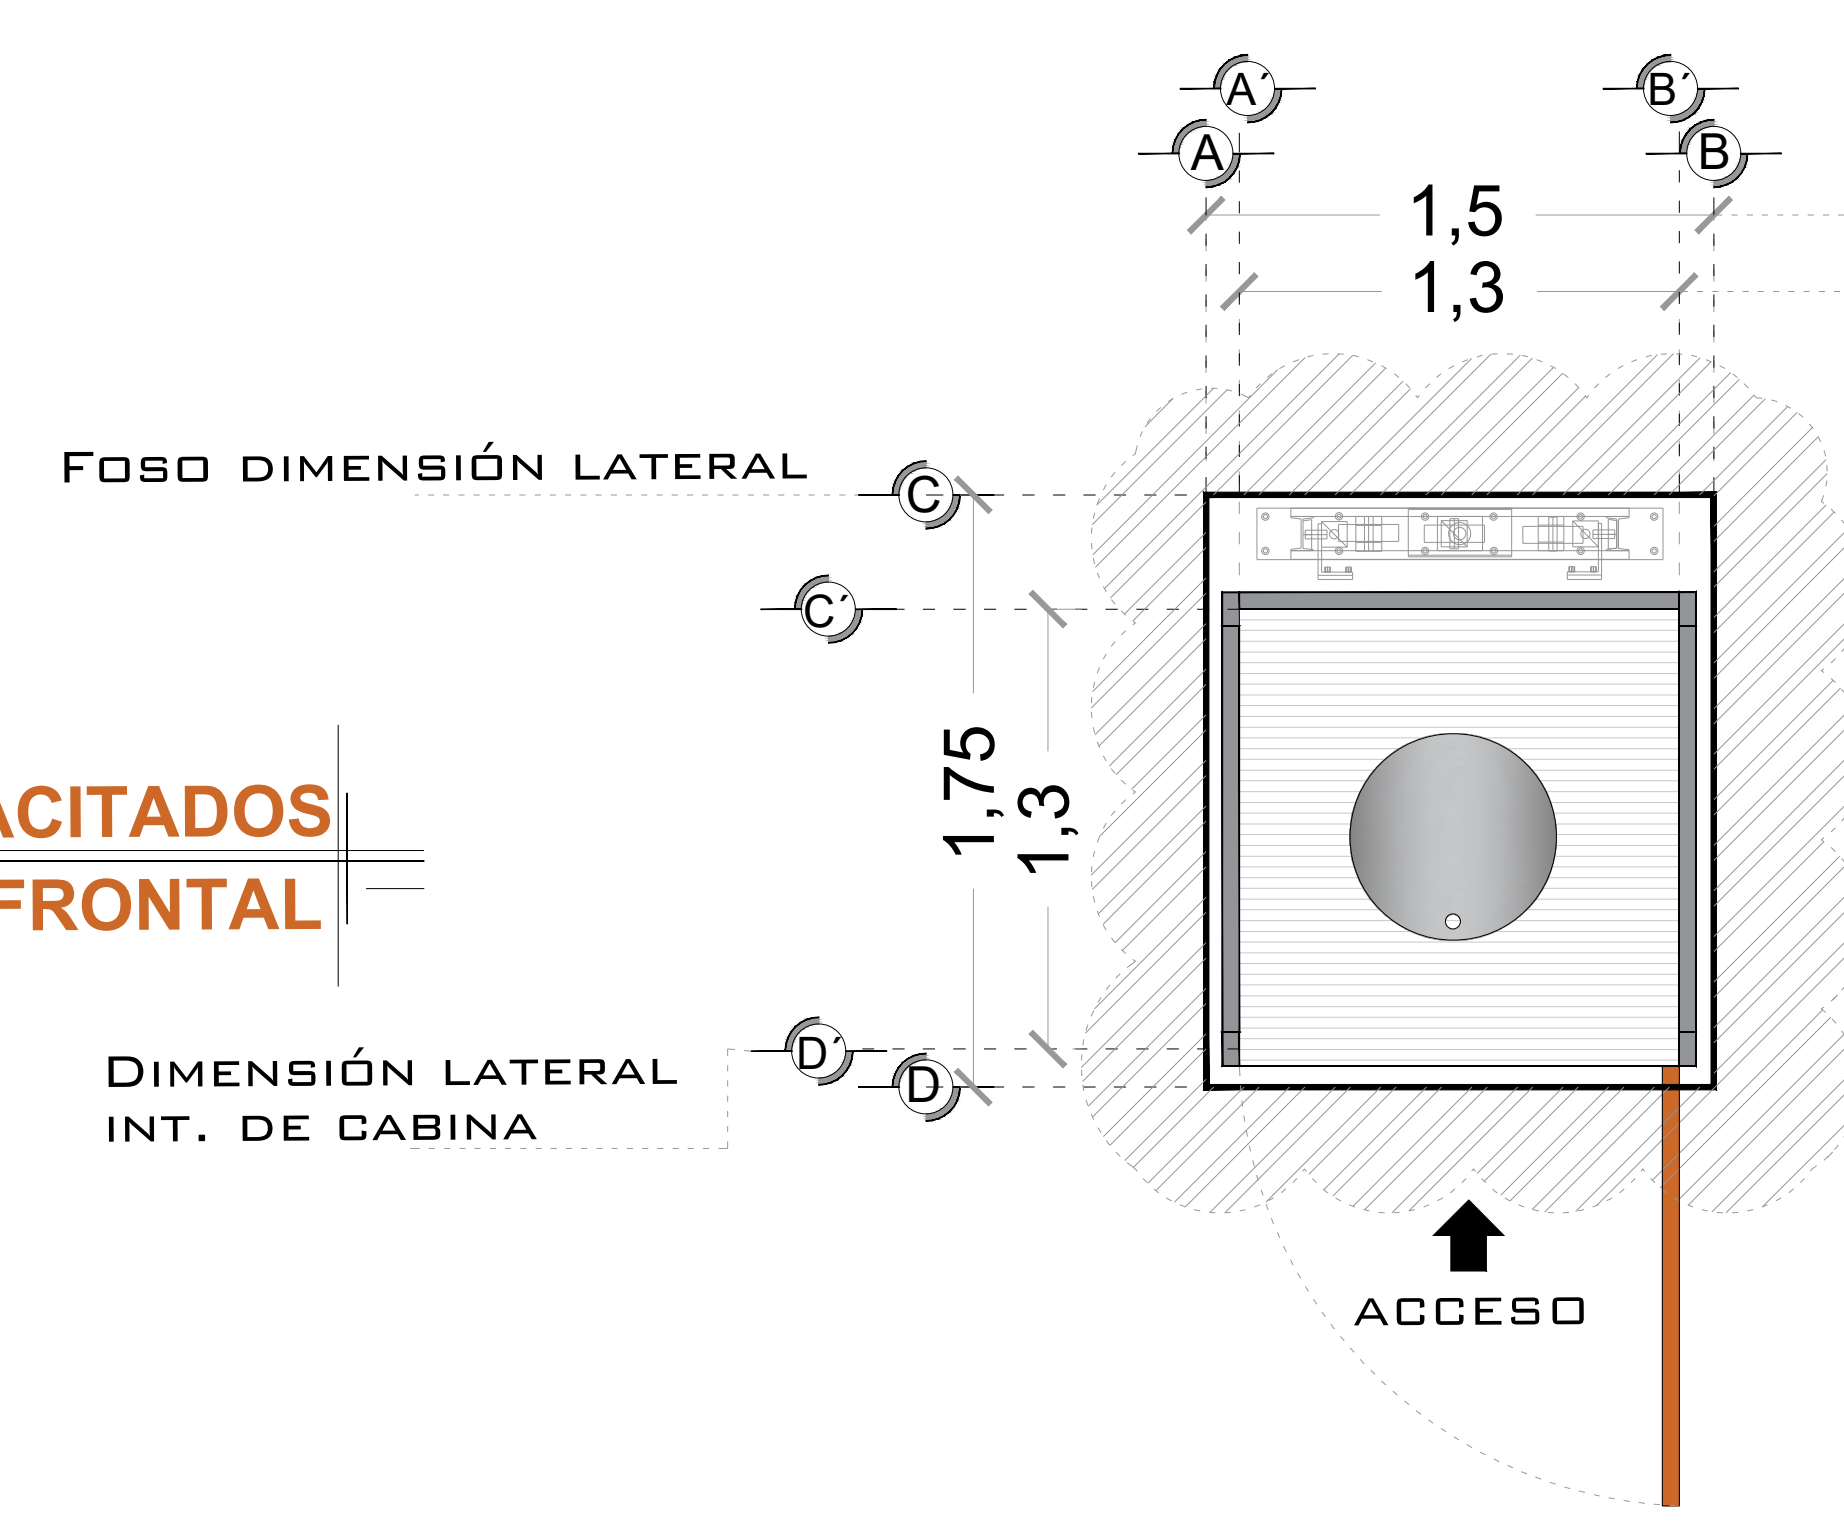 A´
B´
A
B
1,5
1,3
FOSO DIMENSIÓN LATERAL
C
C´
1,75
1,3
ACITADOS
FRONTAL
D´
D
DIMENSIÓN LATERAL
INT. DE CABINA
ACCESO